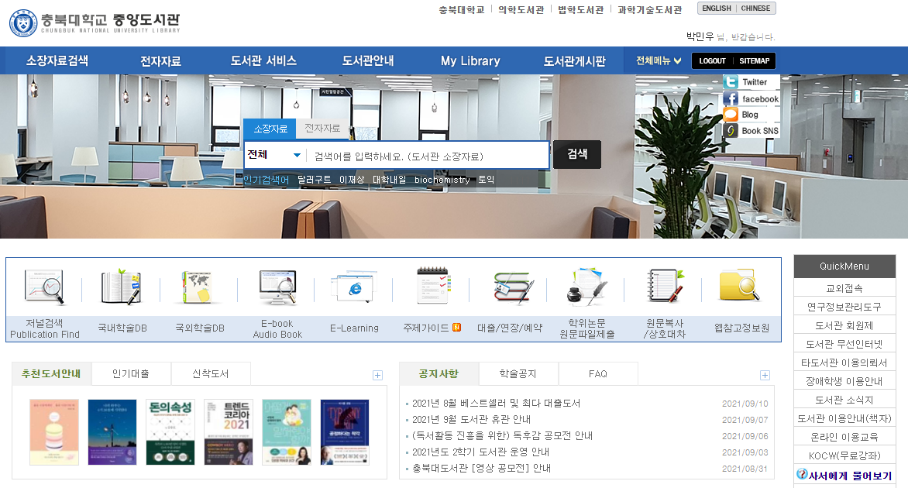 충북대학교 | 의학도서관 | 법학도서관 | 과학기술도서관
ENGLISH | CHINESE
충북대학교 중앙도서관
CHUNGBUK NATIONAL UNIVERSITY LIBRARY
박민우 님, 반갑습니다.
소장자료검색 전자자료 도서관 서비스 도서관안내 My Library 도서관게시판 전체메뉴 LOGOUT | SITEMAP
Twitter
facebook
Blog
Book SNS
소장자료 전자자료
전체 검색어를 입력하세요. (도서관 소장자료) 검색
인기검색어 달러구트 이재상 대학내일 biochemistry 토익
저널검색
Publication Find
국내학술DB
국외학술DB
E-book
Audio Book
E-Learning
주제가이드
대출/연장/예약
학위논문
원문파일제출
원문복사
/상호대차
웹참고정보원
추천도서안내 인기대출 신착도서
돈의속성
트렌드
코리아
2021
공지사항 학술공지 FAQ
2021년 8월 베스트셀러 및 최다 대출도서 2021/09/10
2021년 9월 도서관 휴관 안내 2021/09/07
(독서활동 진흥을 위한) 독후감 공모전 안내 2021/09/06
2021년도 2학기 도서관 운영 안내 2021/09/03
충북대도서관 [영상 공모전] 안내 2021/08/31
QuickMenu
교외접속
연구정보관리도구
도서관 회원제
도서관 무선인터넷
타도서관 이용의뢰서
장애학생 이용안내
도서관 소식지
도서관 이용안내(책자)
온라인 이용교육
KOCW(무료강좌)
사서에게 물어보기